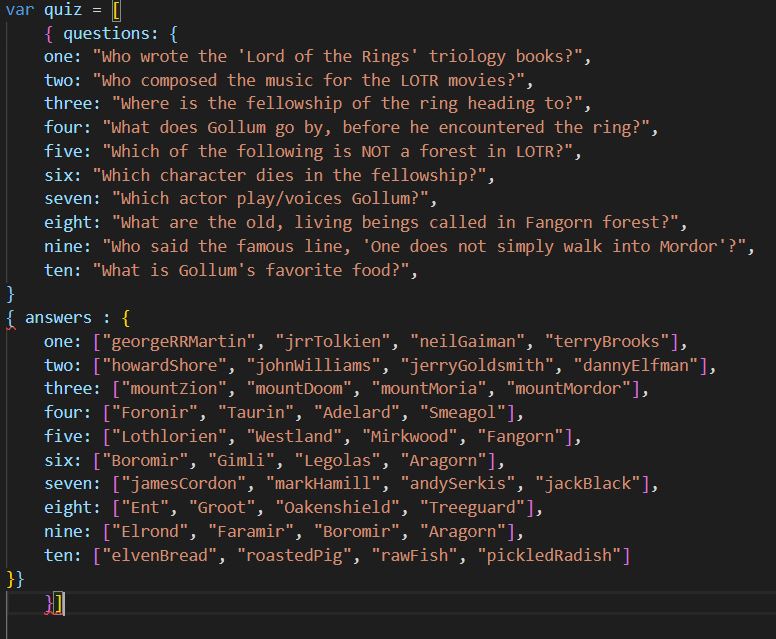 var quiz = [
{ questions: {
one: "Who wrote the 'Lord of the Rings' triology books?",
two: "Who composed the music for the LOTR movies?",
three: "Where is the fellowship of the ring heading to?",
four: "What does Gollum go by, before he encountered the ring?",
five: "Which of the following is NOT a forest in LOTR?",
six: "Which character dies in the fellowship?",
seven: "Which actor play/voices Gollum?",
eight: "What are the old, living beings called in Fangorn forest?",
nine: "Who said the famous line, 'One does not simply walk into Mordor'?",
ten: "What is Gollum's favorite food?",
}
{ answers : {
one: ["georgeRRMartin", "jrrTolkien", "neilGaiman", "terryBrooks"],
two: ["howardShore", "johnWilliams", "jerryGoldsmith", "dannyElfman"],
three: ["mountZion", "mountDoom", "mountMoria", "mountMordor"],
four: ["Foronir", "Taurin", "Adelard", "Smeagol"],
five: ["Lothlorien", "Westland", "Mirkwood", "Fangorn"],
six: ["Boromir", "Gimli", "Legolas", "Aragorn"],
seven: ["jamesCordon", "markHamill", "andySerkis", "jackBlack"],
eight: ["Ent", "Groot", "Oakenshield", "Treeguard"],
nine: ["Elrond", "Faramir", "Boromir", "Aragorn"],
ten: ["elvenBread", "roastedPig", "rawFish", "pickledRadish"]
}}
}]